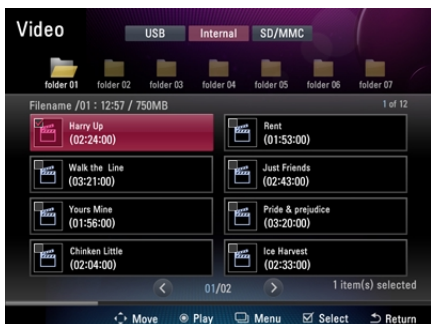 Video
USB Internal SD/MMC
folder 01 folder 02 folder 03 folder 04 folder 05 folder 06 folder 07
Filename /01 : 12:57 / 750MB 1 of 12
Harry Up
(02:24:00)
Rent
(01:53:00)
Walk the Line
(03:21:00)
Just Friends
(02:43:00)
Yours Mine
(01:56:00)
Pride & prejudice
(03:20:00)
Chinken Little
(02:04:00)
Ice Harvest
(02:33:00)
01/02 1 item(s) selected
Move Play Menu Select Return